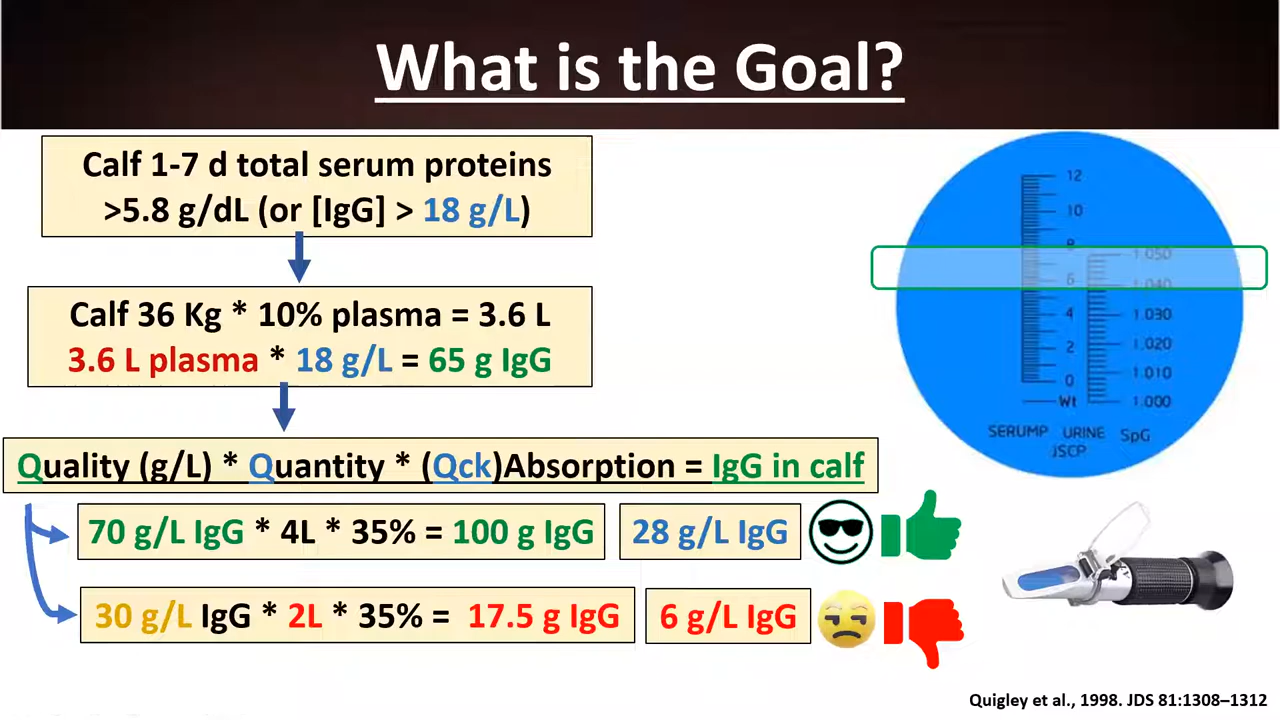 What is the Goal?
Calf 1-7 d total serum proteins
>5.8 g/dL (or [IgG] > 18 g/L)
Calf 36 Kg * 10% plasma = 3.6 L
3.6 L plasma * 18 g/L = 65 g IgG
Quality (g/L) * Quantity * (Qck)Absorption = IgG in calf
70 g/L IgG * 4L * 35% = 100 g IgG
28 g/L IgG
30 g/L IgG * 2L * 35% = 17.5 g IgG
6 g/L IgG
12
10
8
1.050
6
1.040
4
1.030
2
1.020
0
1.010
Wt
1.000
SERUMP URINE SpG
JSCP
Quigley et al., 1998. JDS 81:1308–1312